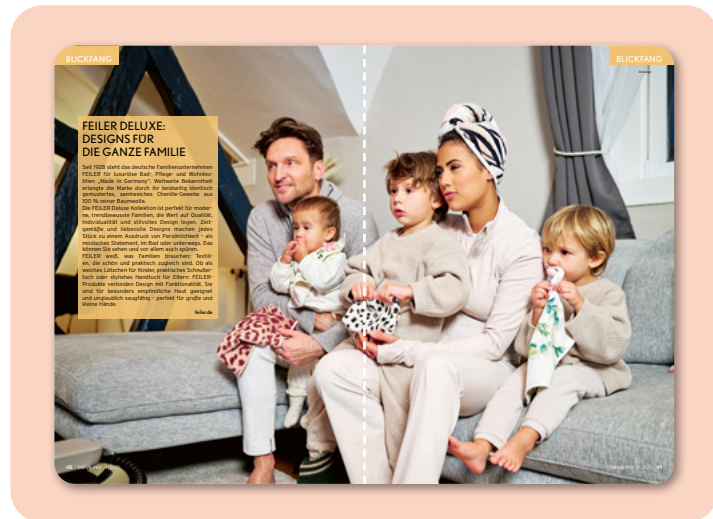 BLICKFANG
BLICKFANG
FEILER DELUXE:
DESIGNS FÜR
DIE GANZE FAMILIE
Seit 1928 steht das deutsche Familienunternehmen
FEILER für luxuriöse Bad-, Pflege- und Wohntex-
tilien „Made in Germany“. Weltweite Bekanntheit
erlangte die Marke durch ihr beidseitig identisch
gemustertes, samtweiches Chenille-Gewebe aus
100 % reiner Baumwolle.
Die FEILER Deluxe Kollektion ist perfekt für moder-
ne, trendbewusste Familien, die Wert auf Qualität,
Individualität und stilvolles Design legen. Zeit-
gemäße und liebevolle Designs machen jedes
Stück zu einem Ausdruck von Persönlichkeit – als
modisches Statement, im Bad oder unterwegs. Das
können Sie sehen und vor allem auch spüren.
FEILER weiß, was Familien brauchen: Textili-
en, die schön und praktisch zugleich sind. Ob als
weiches Lätzchen für Kinder, praktisches Schnuller-
tuch oder stylisches Handtuch für Eltern: FEILER-
Produkte verbinden Design mit Funktionalität. Sie
sind für besonders empfindliche Haut geeignet
und unglaublich saugfähig – perfekt für große und
kleine Hände.
feiler.de
48
49